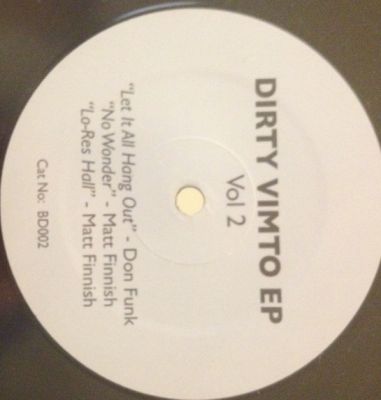 DIRTY VIMTO EP
Vol 2
"Let It All Hang Out" - Don Funk
"No Wonder" - Matt Finnish
"Lo-Res Hall" - Matt Finnish
Cat No: BD002